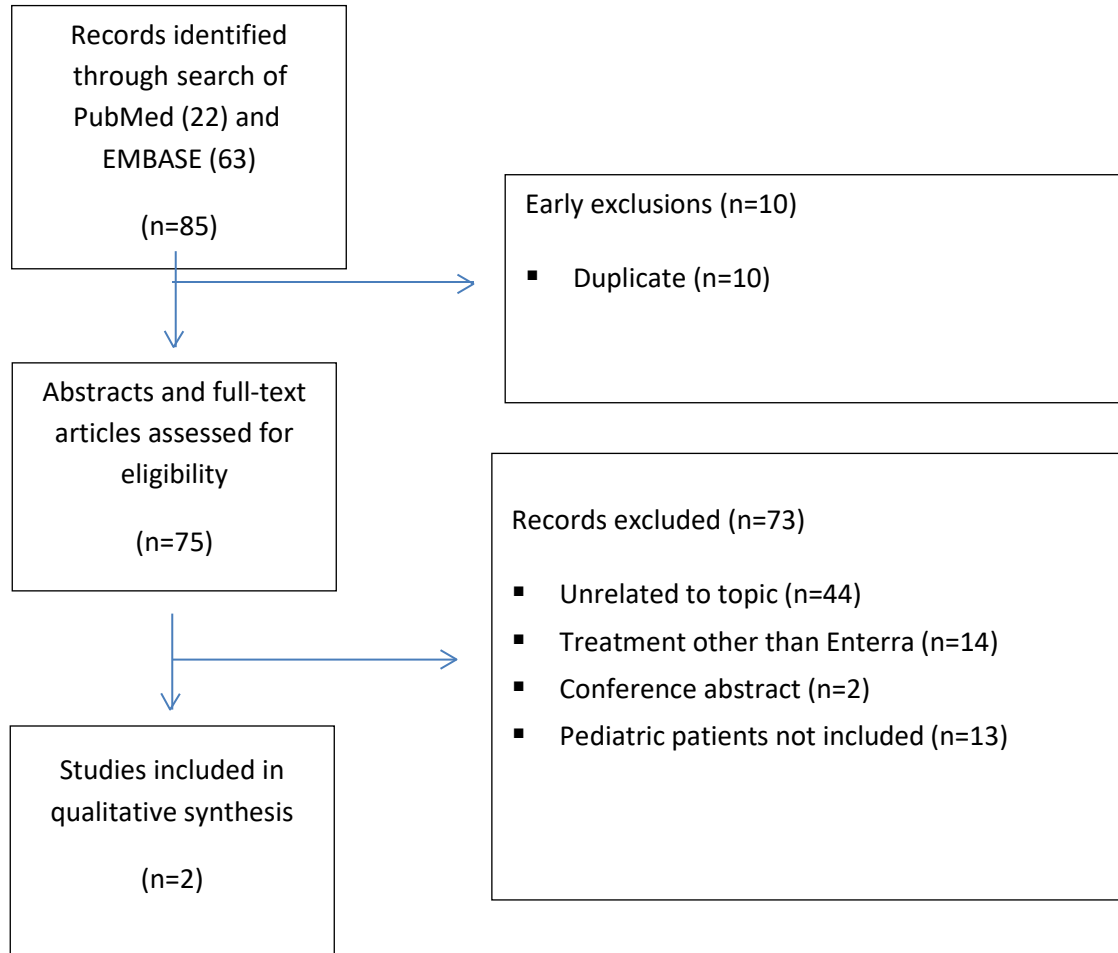 Records identified
through search of
PubMed (22) and
EMBASE (63)
(n=85)
Early exclusions (n=10)
▪ Duplicate (n=10)
Abstracts and full-text
articles assessed for
eligibility
(n=75)
Records excluded (n=73)
▪ Unrelated to topic (n=44)
▪ Treatment other than Enterra (n=14)
▪ Conference abstract (n=2)
▪ Pediatric patients not included (n=13)
Studies included in
qualitative synthesis
(n=2)